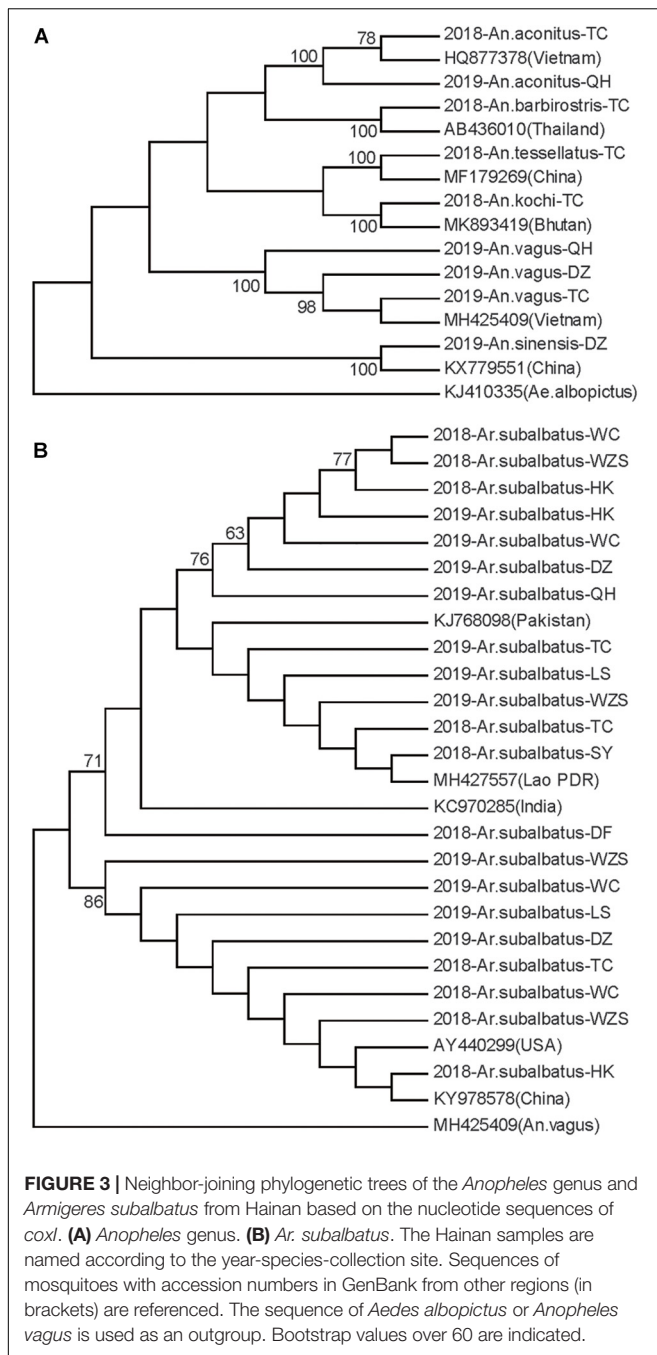 A
2018-An.aconitus-TC
78
HQ877378(Vietnam)
100
2019-An.aconitus-QH
2018-An.barbirostris-TC
100
AB436010(Thailand)
2018-An.tessellatus-TC
100
MF179269(China)
2018-An.kochi-TC
100
MK893419(Bhutan)
2019-An.vagus-QH
100
2019-An.vagus-DZ
98
2019-An.vagus-TC
MH425409(Vietnam)
2019-An.sinensis-DZ
100
KX779551(China)
KJ410335(Ae.albopictus)
B
2018-Ar.subalbatus-WC
77
2018-Ar.subalbatus-WZS
2018-Ar.subalbatus-HK
2019-Ar.subalbatus-HK
63
2019-Ar.subalbatus-WC
76
2019-Ar.subalbatus-DZ
2019-Ar.subalbatus-QH
KJ768098(Pakistan)
2019-Ar.subalbatus-TC
2019-Ar.subalbatus-LS
2019-Ar.subalbatus-WZS
2018-Ar.subalbatus-TC
2018-Ar.subalbatus-SY
71
MH427557(Lao PDR)
KC970285(India)
2018-Ar.subalbatus-DF
2019-Ar.subalbatus-WZS
86
2019-Ar.subalbatus-WC
2019-Ar.subalbatus-LS
2019-Ar.subalbatus-DZ
2018-Ar.subalbatus-TC
2018-Ar.subalbatus-WC
2018-Ar.subalbatus-WZS
AY440299(USA)
2018-Ar.subalbatus-HK
KY978578(China)
MH425409(An.vagus)
FIGURE 3 | Neighbor-joining phylogenetic trees of the Anopheles genus and
Armigeres subalbatus from Hainan based on the nucleotide sequences of
coxI. (A) Anopheles genus. (B) Ar. subalbatus. The Hainan samples are
named according to the year-species-collection site. Sequences of
mosquitoes with accession numbers in GenBank from other regions (in
brackets) are referenced. The sequence of Aedes albopictus or Anopheles
vagus is used as an outgroup. Bootstrap values over 60 are indicated.